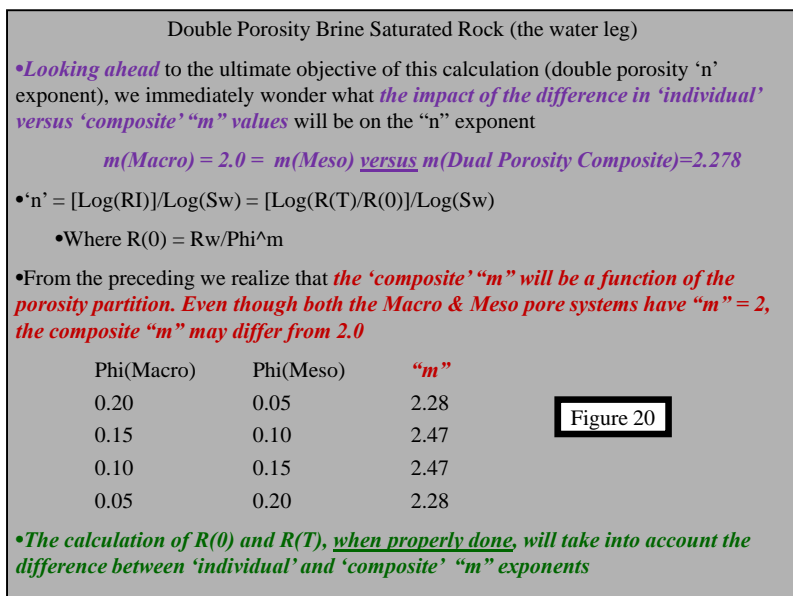 Double Porosity Brine Saturated Rock (the water leg)
•Looking ahead to the ultimate objective of this calculation (double porosity ‘n’
exponent), we immediately wonder what the impact of the difference in ‘individual’
versus ‘composite’ “m” values will be on the “n” exponent
m(Macro) = 2.0 = m(Meso) versus m(Dual Porosity Composite)=2.278
•‘n’ = [Log(RI)]/Log(Sw) = [Log(R(T)/R(0)]/Log(Sw)
•Where R(0) = Rw/Phi^m
•From the preceding we realize that the ‘composite’ “m” will be a function of the
porosity partition. Even though both the Macro & Meso pore systems have “m” = 2,
the composite “m” may differ from 2.0
Phi(Macro) Phi(Meso) “m”
0.20 0.05 2.28
0.15 0.10 2.47
0.10 0.15 2.47
0.05 0.20 2.28
Figure 20
•The calculation of R(0) and R(T), when properly done, will take into account the
difference between ‘individual’ and ‘composite’ “m” exponents